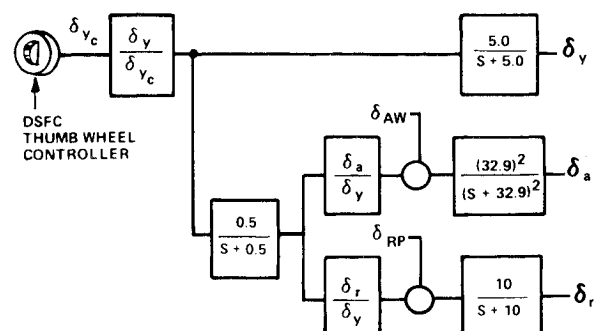 δyc
δy
δyc
5.0
S + 5.0
δy
DSFC
THUMB WHEEL
CONTROLLER
δAW
δa
δy
(32.9)²
(S + 32.9)²
δa
0.5
S + 0.5
δRP
δr
δy
10
S + 10
δr